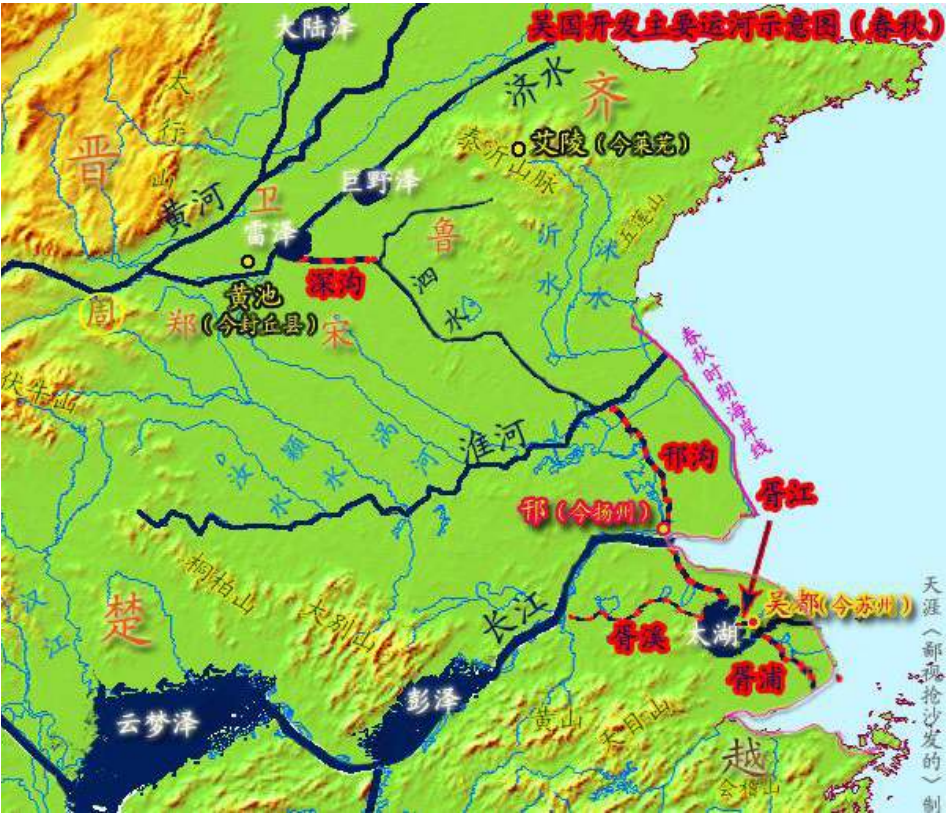 吴国开发主要运河示意图（春秋）
大陆泽
济水
齐
太行山
晋
泰沂山脉
艾陵（今莱芜）
巨野泽
卫
黄河
雷泽
鲁
沂水
沭水
五莲山
深沟
泗水
黄池
（今封丘县）
周
郑
宋
春秋时期海岸线
伏牛山
汝水
颍水
涡河
淮河
邗沟
邗（今扬州）
胥江
桐柏山
大别山
汉江
楚
长江
吴都（今苏州）
太湖
胥溪
胥浦
彭泽
云梦泽
黄山
天目山
越
会稽山
天涯（鄙视抢沙发的）制